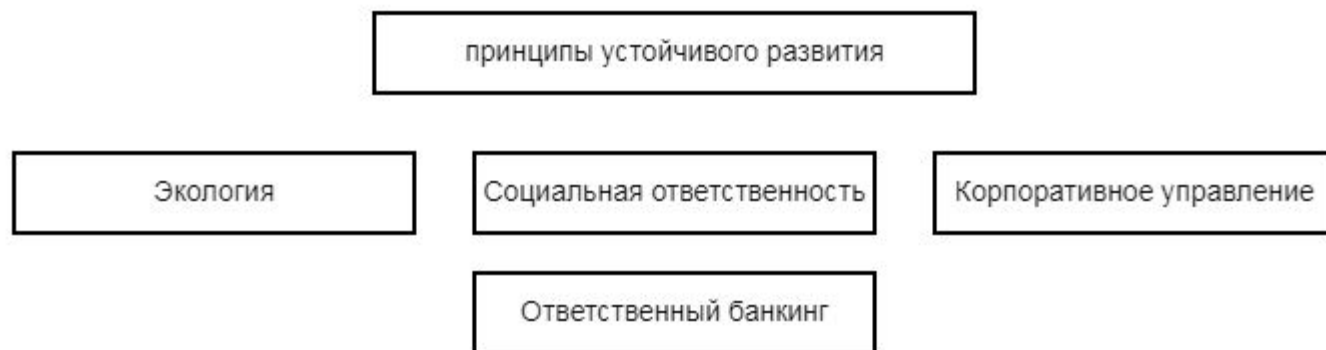 принципы устойчивого развития
Экология
Социальная ответственность
Корпоративное управление
Ответственный банкинг